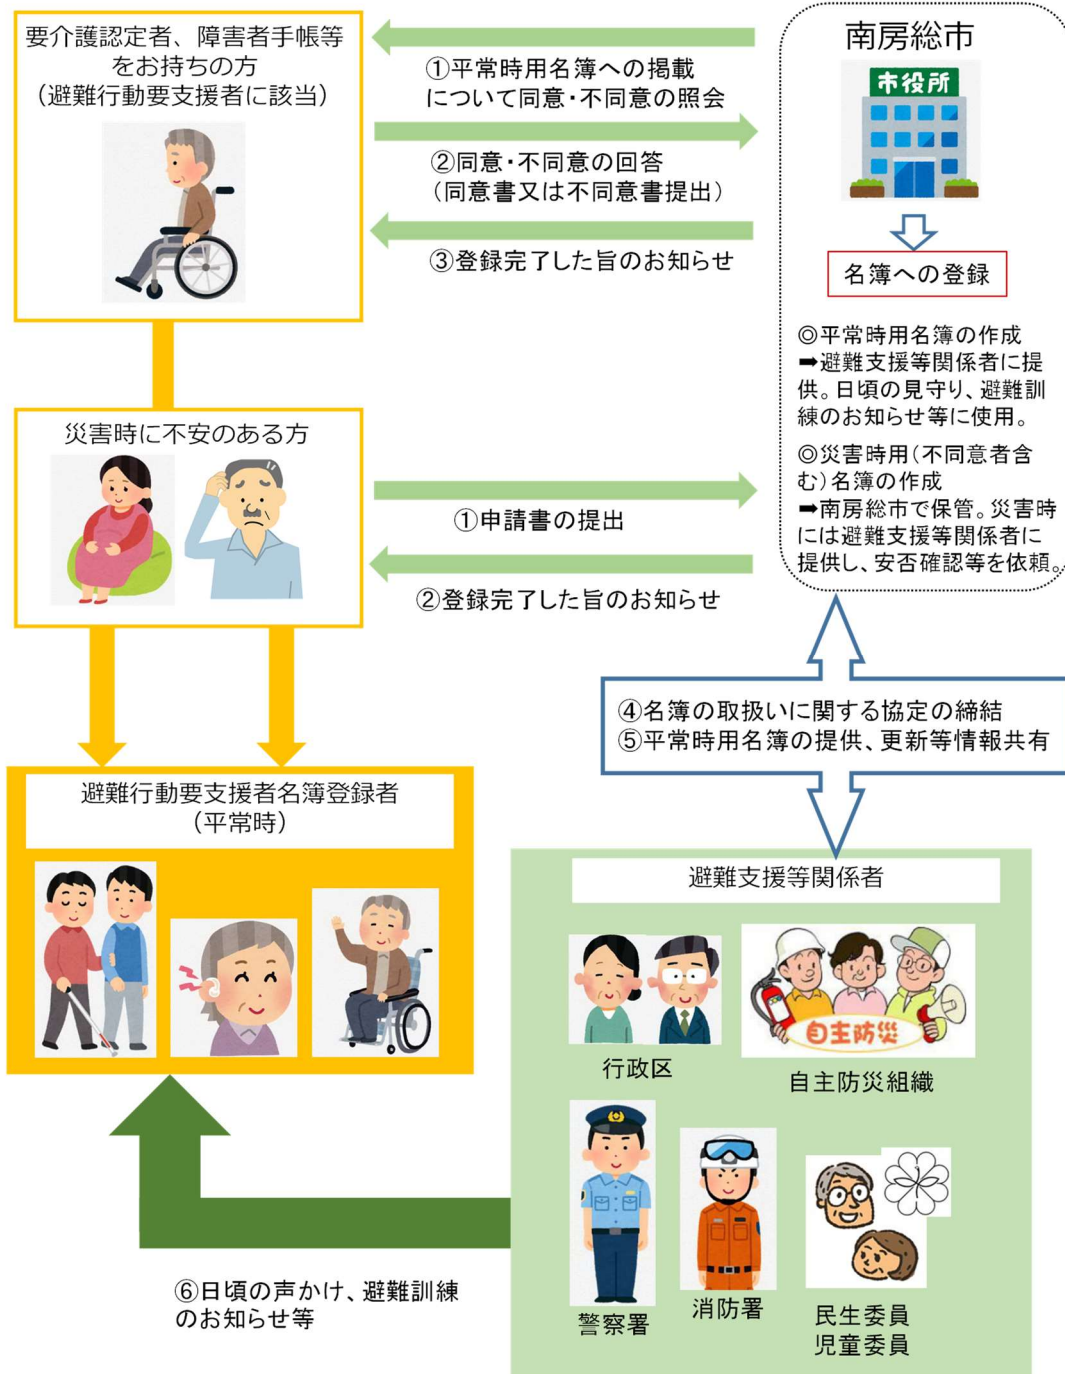 要介護認定者、障害者手帳等
をお持ちの方
（避難行動要支援者に該当）
①平常時用名簿への掲載
について同意・不同意の照会
②同意・不同意の回答
（同意書又は不同意書提出）
③登録完了した旨のお知らせ
南房総市
市役所
名簿への登録
◎平常時用名簿の作成
➡避難支援等関係者に提
供。日頃の見守り、避難訓
練のお知らせ等に使用。
◎災害時用（不同意者含
む）名簿の作成
➡南房総市で保管。災害時
には避難支援等関係者に
提供し、安否確認等を依頼。
災害時に不安のある方
①申請書の提出
②登録完了した旨のお知らせ
④名簿の取扱いに関する協定の締結
⑤平常時用名簿の提供、更新等情報共有
避難行動要支援者名簿登録者
（平常時）
避難支援等関係者
行政区
自主防災
自主防災組織
警察署
消防署
民生委員
児童委員
⑥日頃の声かけ、避難訓練
のお知らせ等